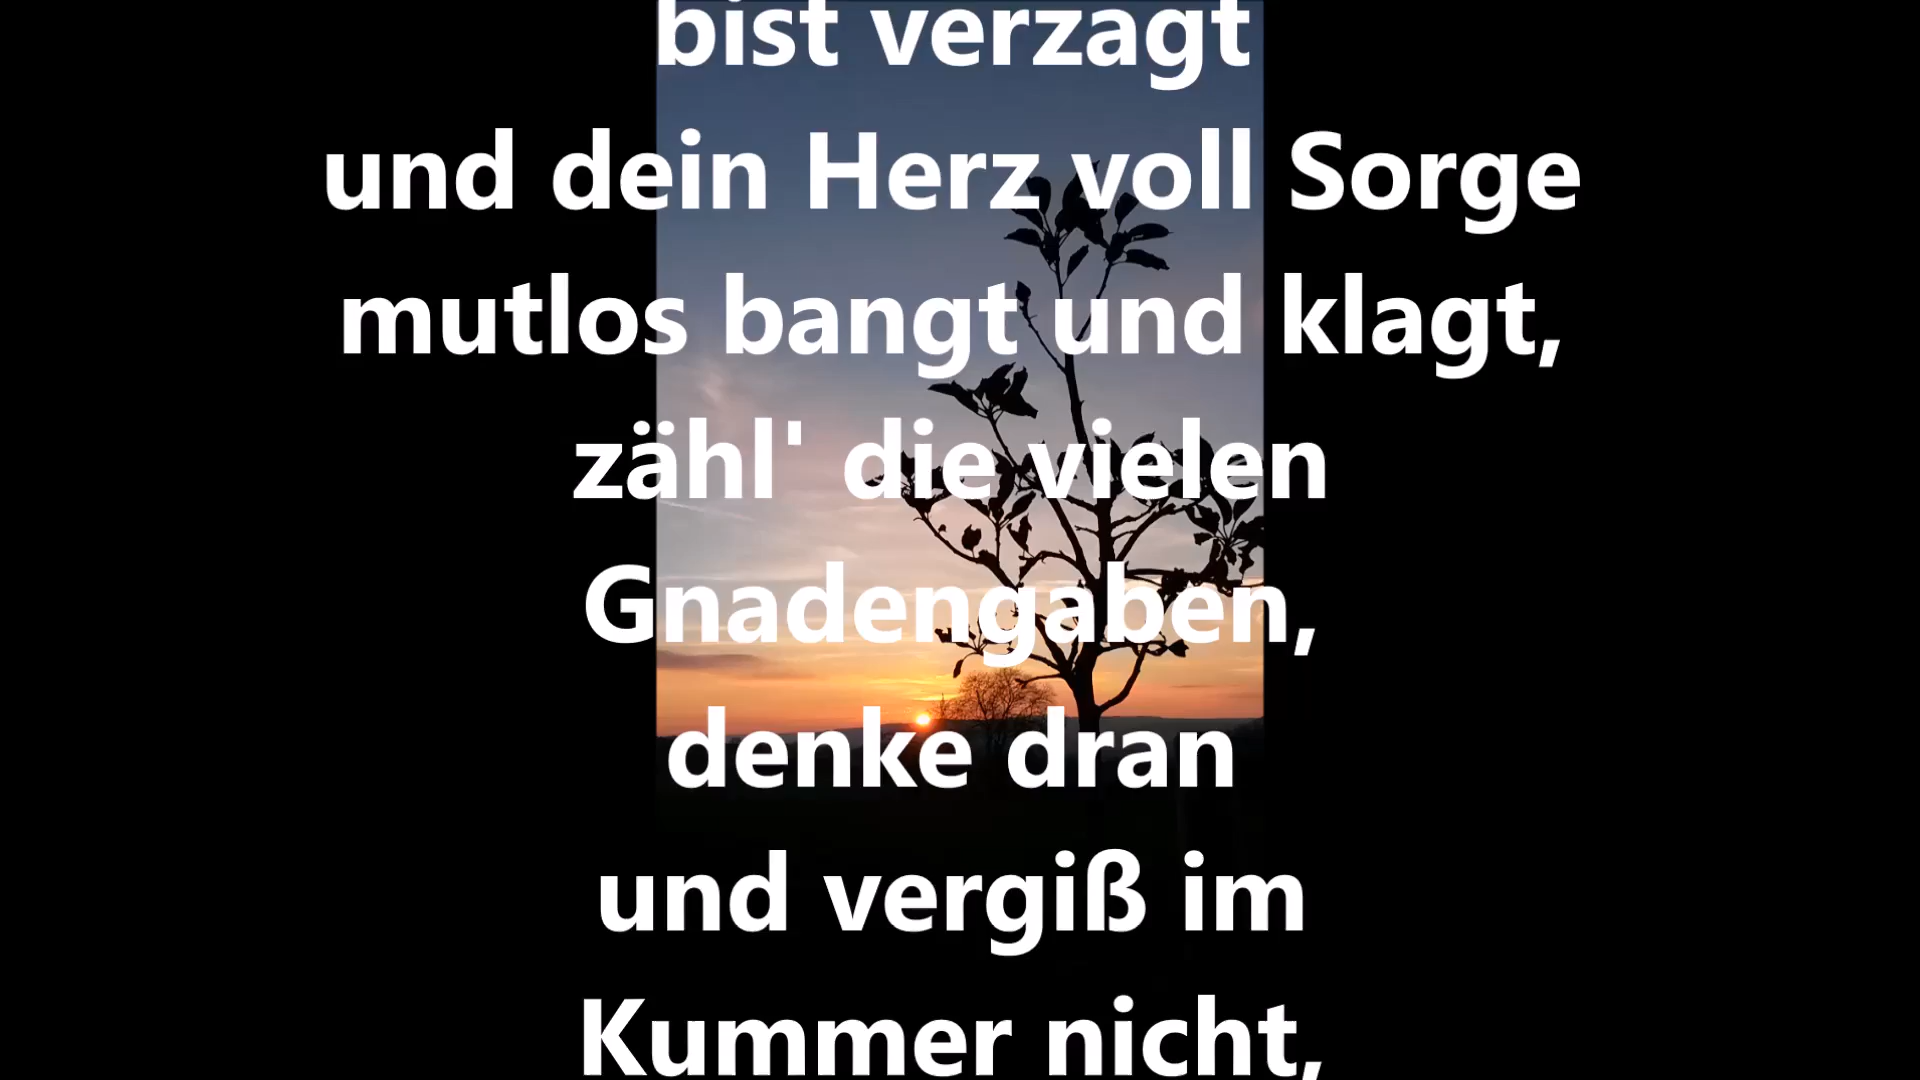 bist verzagt
und dein Herz voll Sorge
mutlos bangt und klagt,
zähl' die vielen
Gnadengaben,
denke dran
und vergiß im
Kummer nicht,